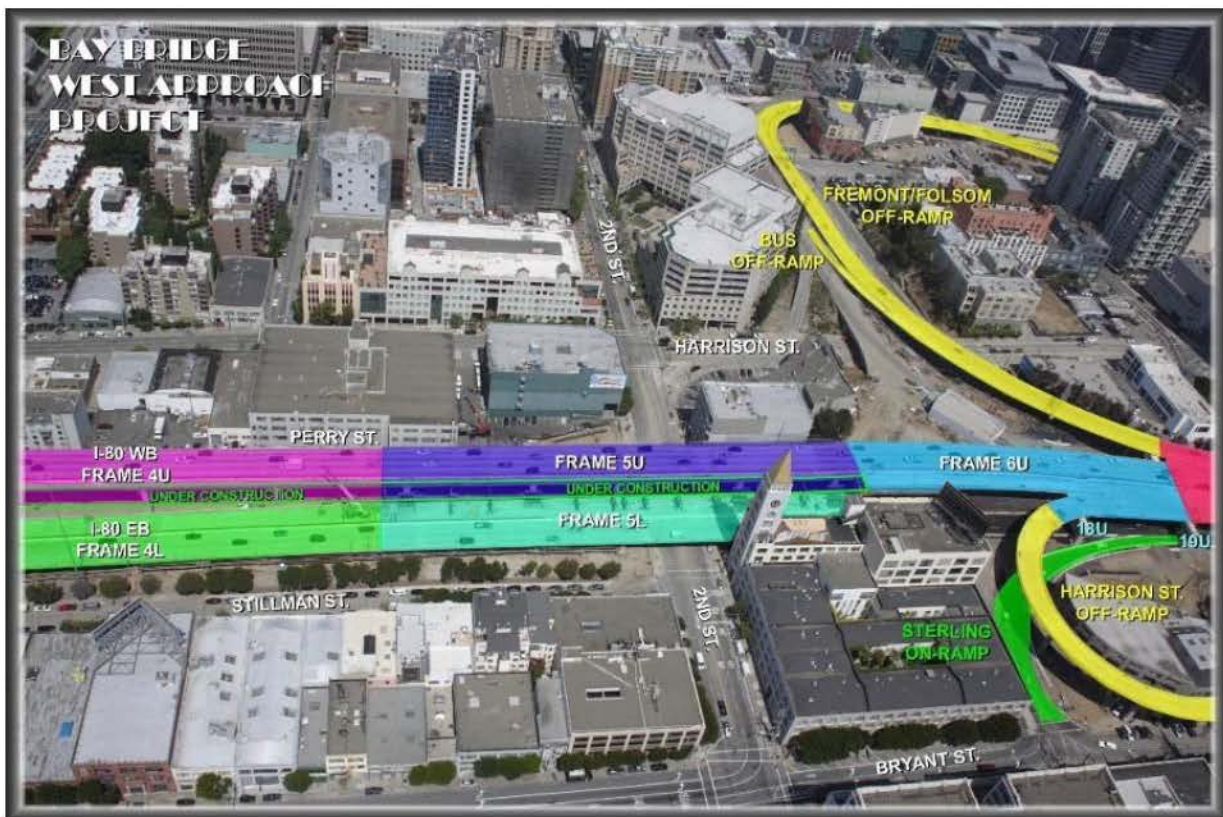 BAY BRIDGE
WEST APPROACH
PROJECT
FREMONT/FOLSOM
OFF-RAMP
BUS
OFF-RAMP
2ND ST.
HARRISON ST.
PERRY ST.
I-80 WB
FRAME 4U
FRAME 5U
FRAME 6U
UNDER CONSTRUCTION
UNDER CONSTRUCTION
I-80 EB
FRAME 4L
FRAME 5L
18U
19U
HARRISON ST.
OFF-RAMP
STILLMAN ST.
2ND ST.
STERLING
ON-RAMP
BRYANT ST.